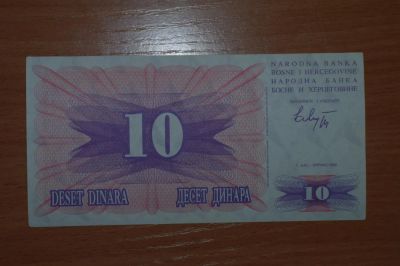 NARODNA BANKA
BOSNE I HERCEGOVINE
НАРОДНА БАНКА
БОСНЕ И ХЕРЦЕГОВИНЕ
10
DESET DINARA
ДЕСЕТ ДИНАРА
10